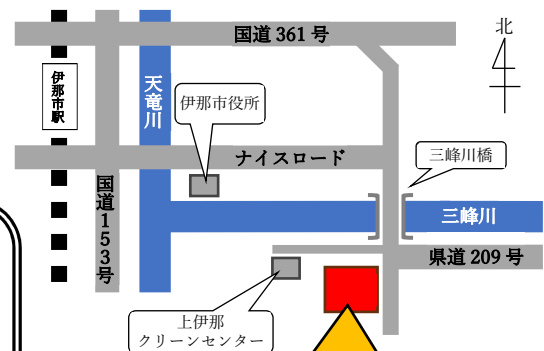 国道 361 号
北
天竜川
伊那市駅
伊那市役所
ナイスロード
三峰川橋
国道153号
三峰川
県道 209 号
上伊那
クリーンセンター